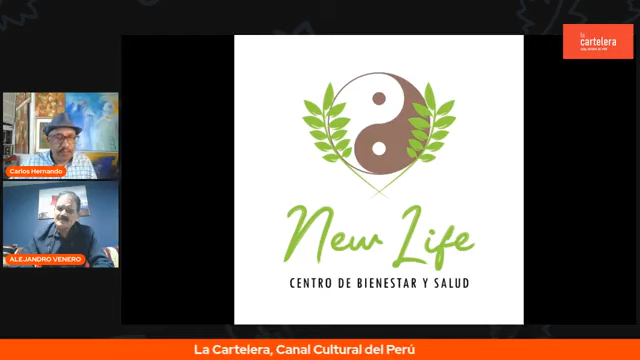 la
cartelera
Carlos Hernando
ALEJANDRO VENERO
New Life
CENTRO DE BIENESTAR Y SALUD
La Cartelera, Canal Cultural del Perú